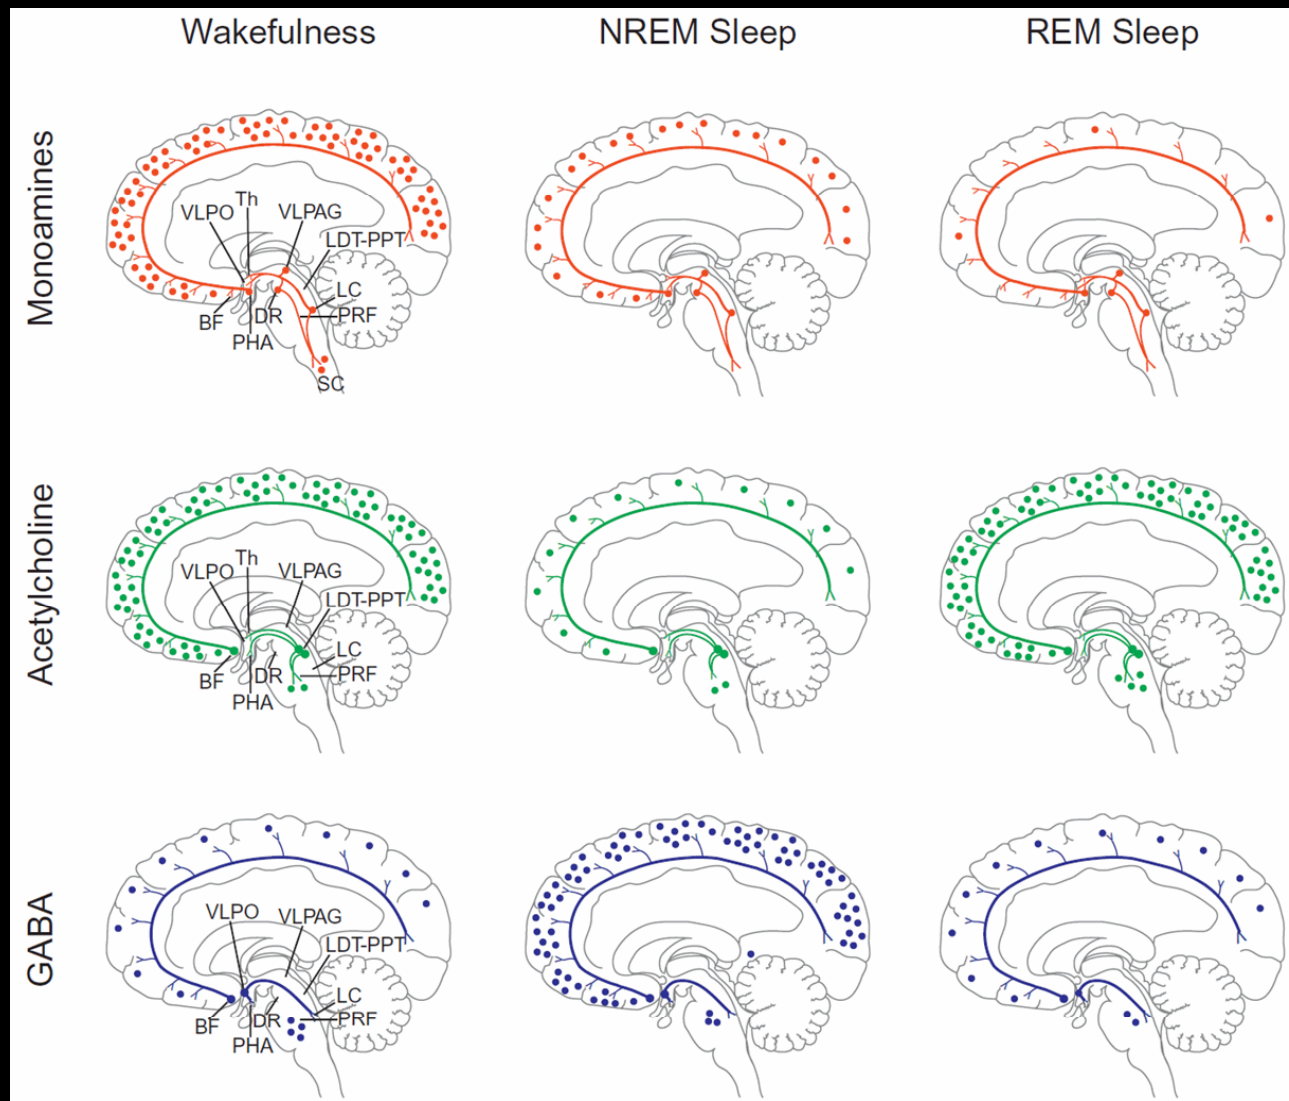 Wakefulness
NREM Sleep
REM Sleep
Monoamines
Th
VLPO
VLPAG
LDT-PPT
LC
BF
DR
PRF
PHA
SC
Acetylcholine
Th
VLPO
VLPAG
LDT-PPT
LC
BF
DR
PRF
PHA
GABA
VLPO
VLPAG
LDT-PPT
LC
BF
DR
PRF
PHA